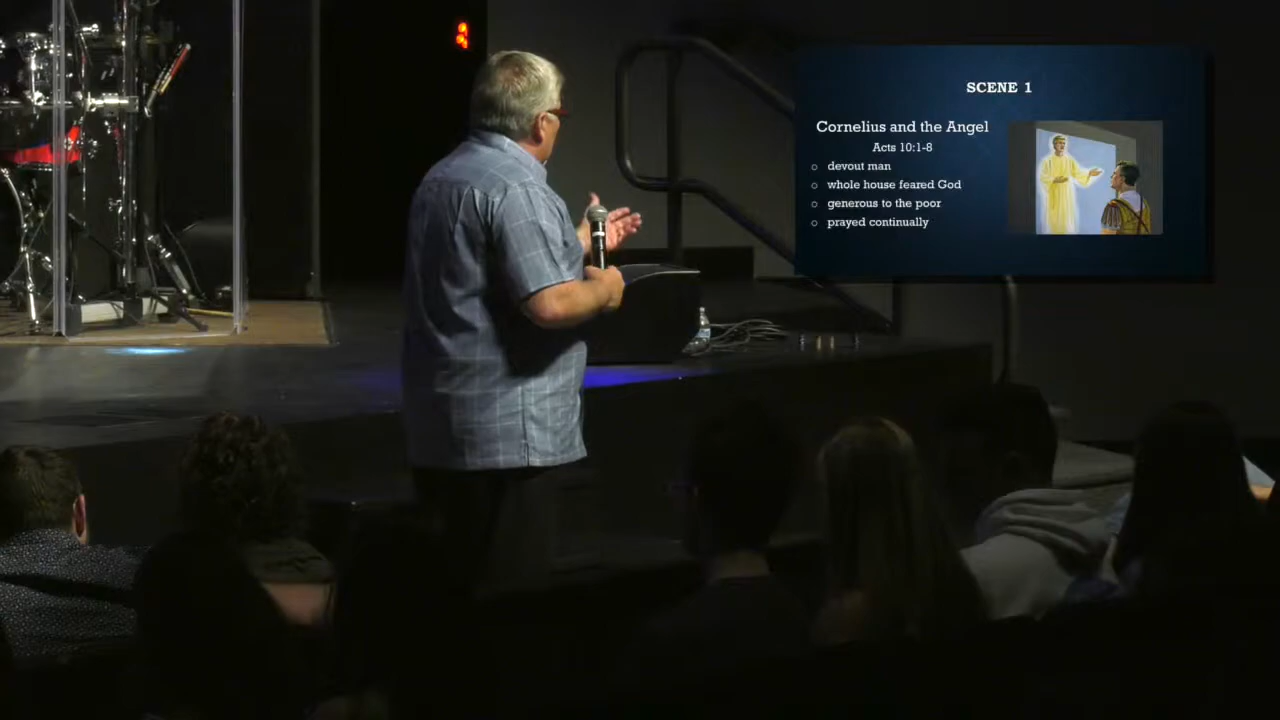 SCENE 1
Cornelius and the Angel
Acts 10:1-8
○ devout man
○ whole house feared God
○ generous to the poor
○ prayed continually